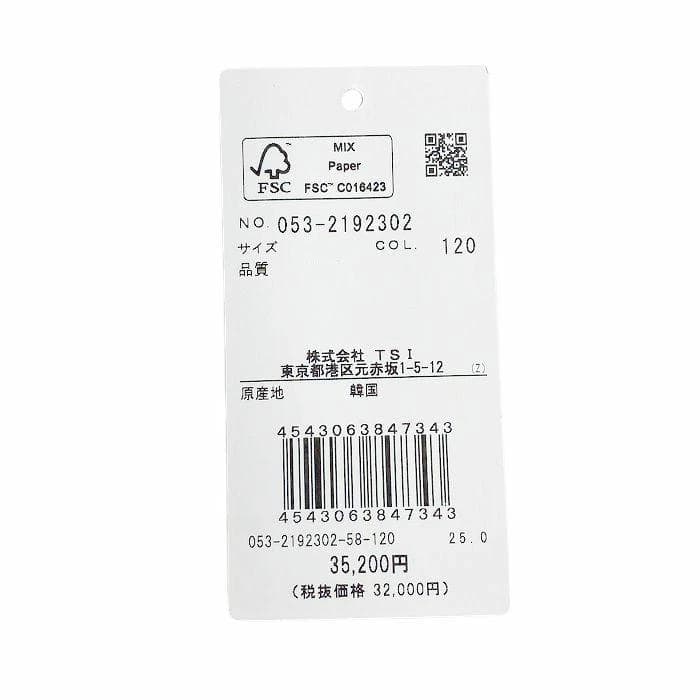 MIX
Paper
FSC™ FSC™ C016423
NO. 053-2192302
サイズ COL. 120
品質
株式会社 TSI
東京都港区元赤坂1-5-12 (Z)
原産地 韓国
4543063847343
4543063847343
053-2192302-58-120 25.0
35,200円
(税抜価格 32,000円)